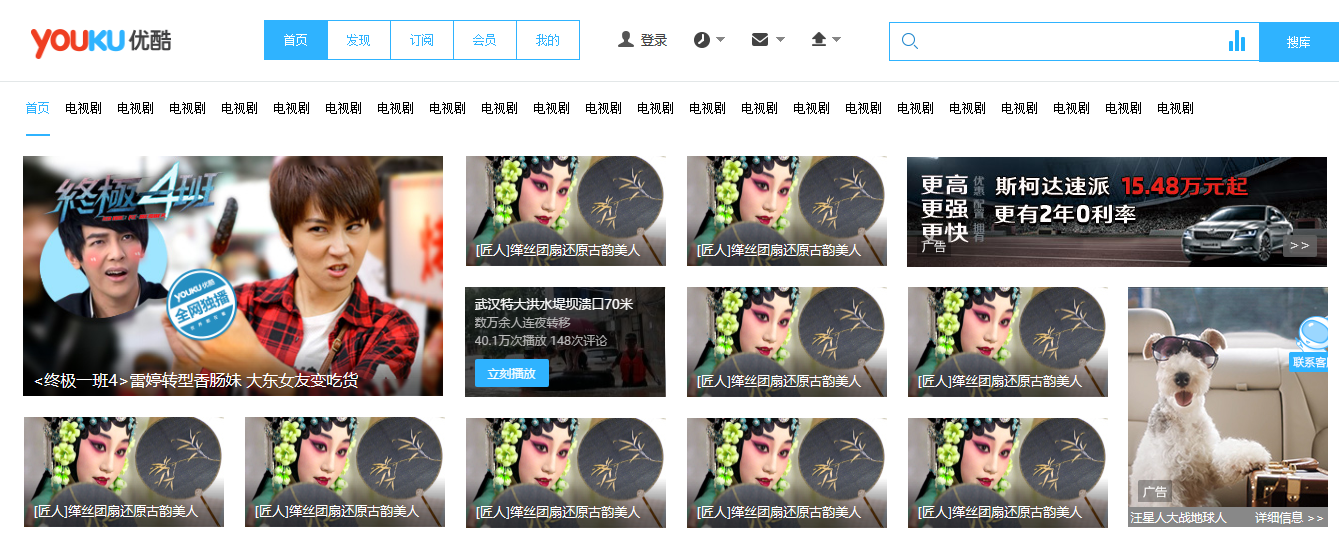 YOUKU 优酷
首页 发现 订阅 会员 我的
登录
搜库
首页 电视剧 电视剧 电视剧 电视剧 电视剧 电视剧 电视剧 电视剧 电视剧 电视剧 电视剧 电视剧 电视剧 电视剧 电视剧 电视剧 电视剧 电视剧 电视剧 电视剧 电视剧 电视剧
終極4班
YOUKU 优酷
全网独播
<终极一班4>雷婷转型香肠妹 大东女友变吃货
[匠人]缂丝团扇还原古韵美人
[匠人]缂丝团扇还原古韵美人
更高 优惠
更强 配置
更快 拥有
斯柯达速派 15.48万元起
更有2年0利率
广告
>>
武汉特大洪水堤坝溃口70米
数万余人连夜转移
40.1万次播放 148次评论
立刻播放
[匠人]缂丝团扇还原古韵美人
[匠人]缂丝团扇还原古韵美人
联系客服
广告
汪星人大战地球人 详细信息 >>
[匠人]缂丝团扇还原古韵美人
[匠人]缂丝团扇还原古韵美人
[匠人]缂丝团扇还原古韵美人
[匠人]缂丝团扇还原古韵美人
[匠人]缂丝团扇还原古韵美人